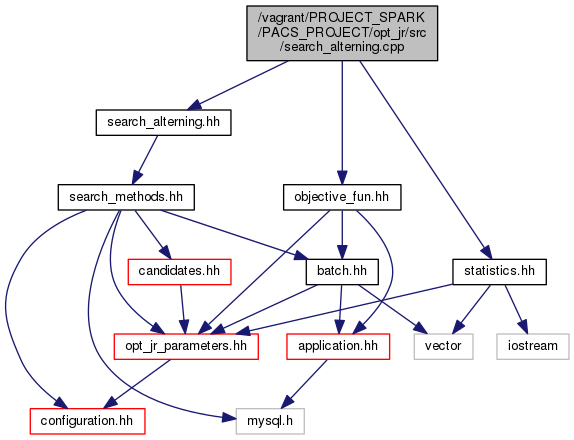 /vagrant/PROJECT_SPARK
/PACS_PROJECT/opt_jr/src
/search_alterning.cpp
search_alterning.hh
search_methods.hh
objective_fun.hh
candidates.hh
batch.hh
statistics.hh
opt_jr_parameters.hh
application.hh
vector
iostream
configuration.hh
mysql.h